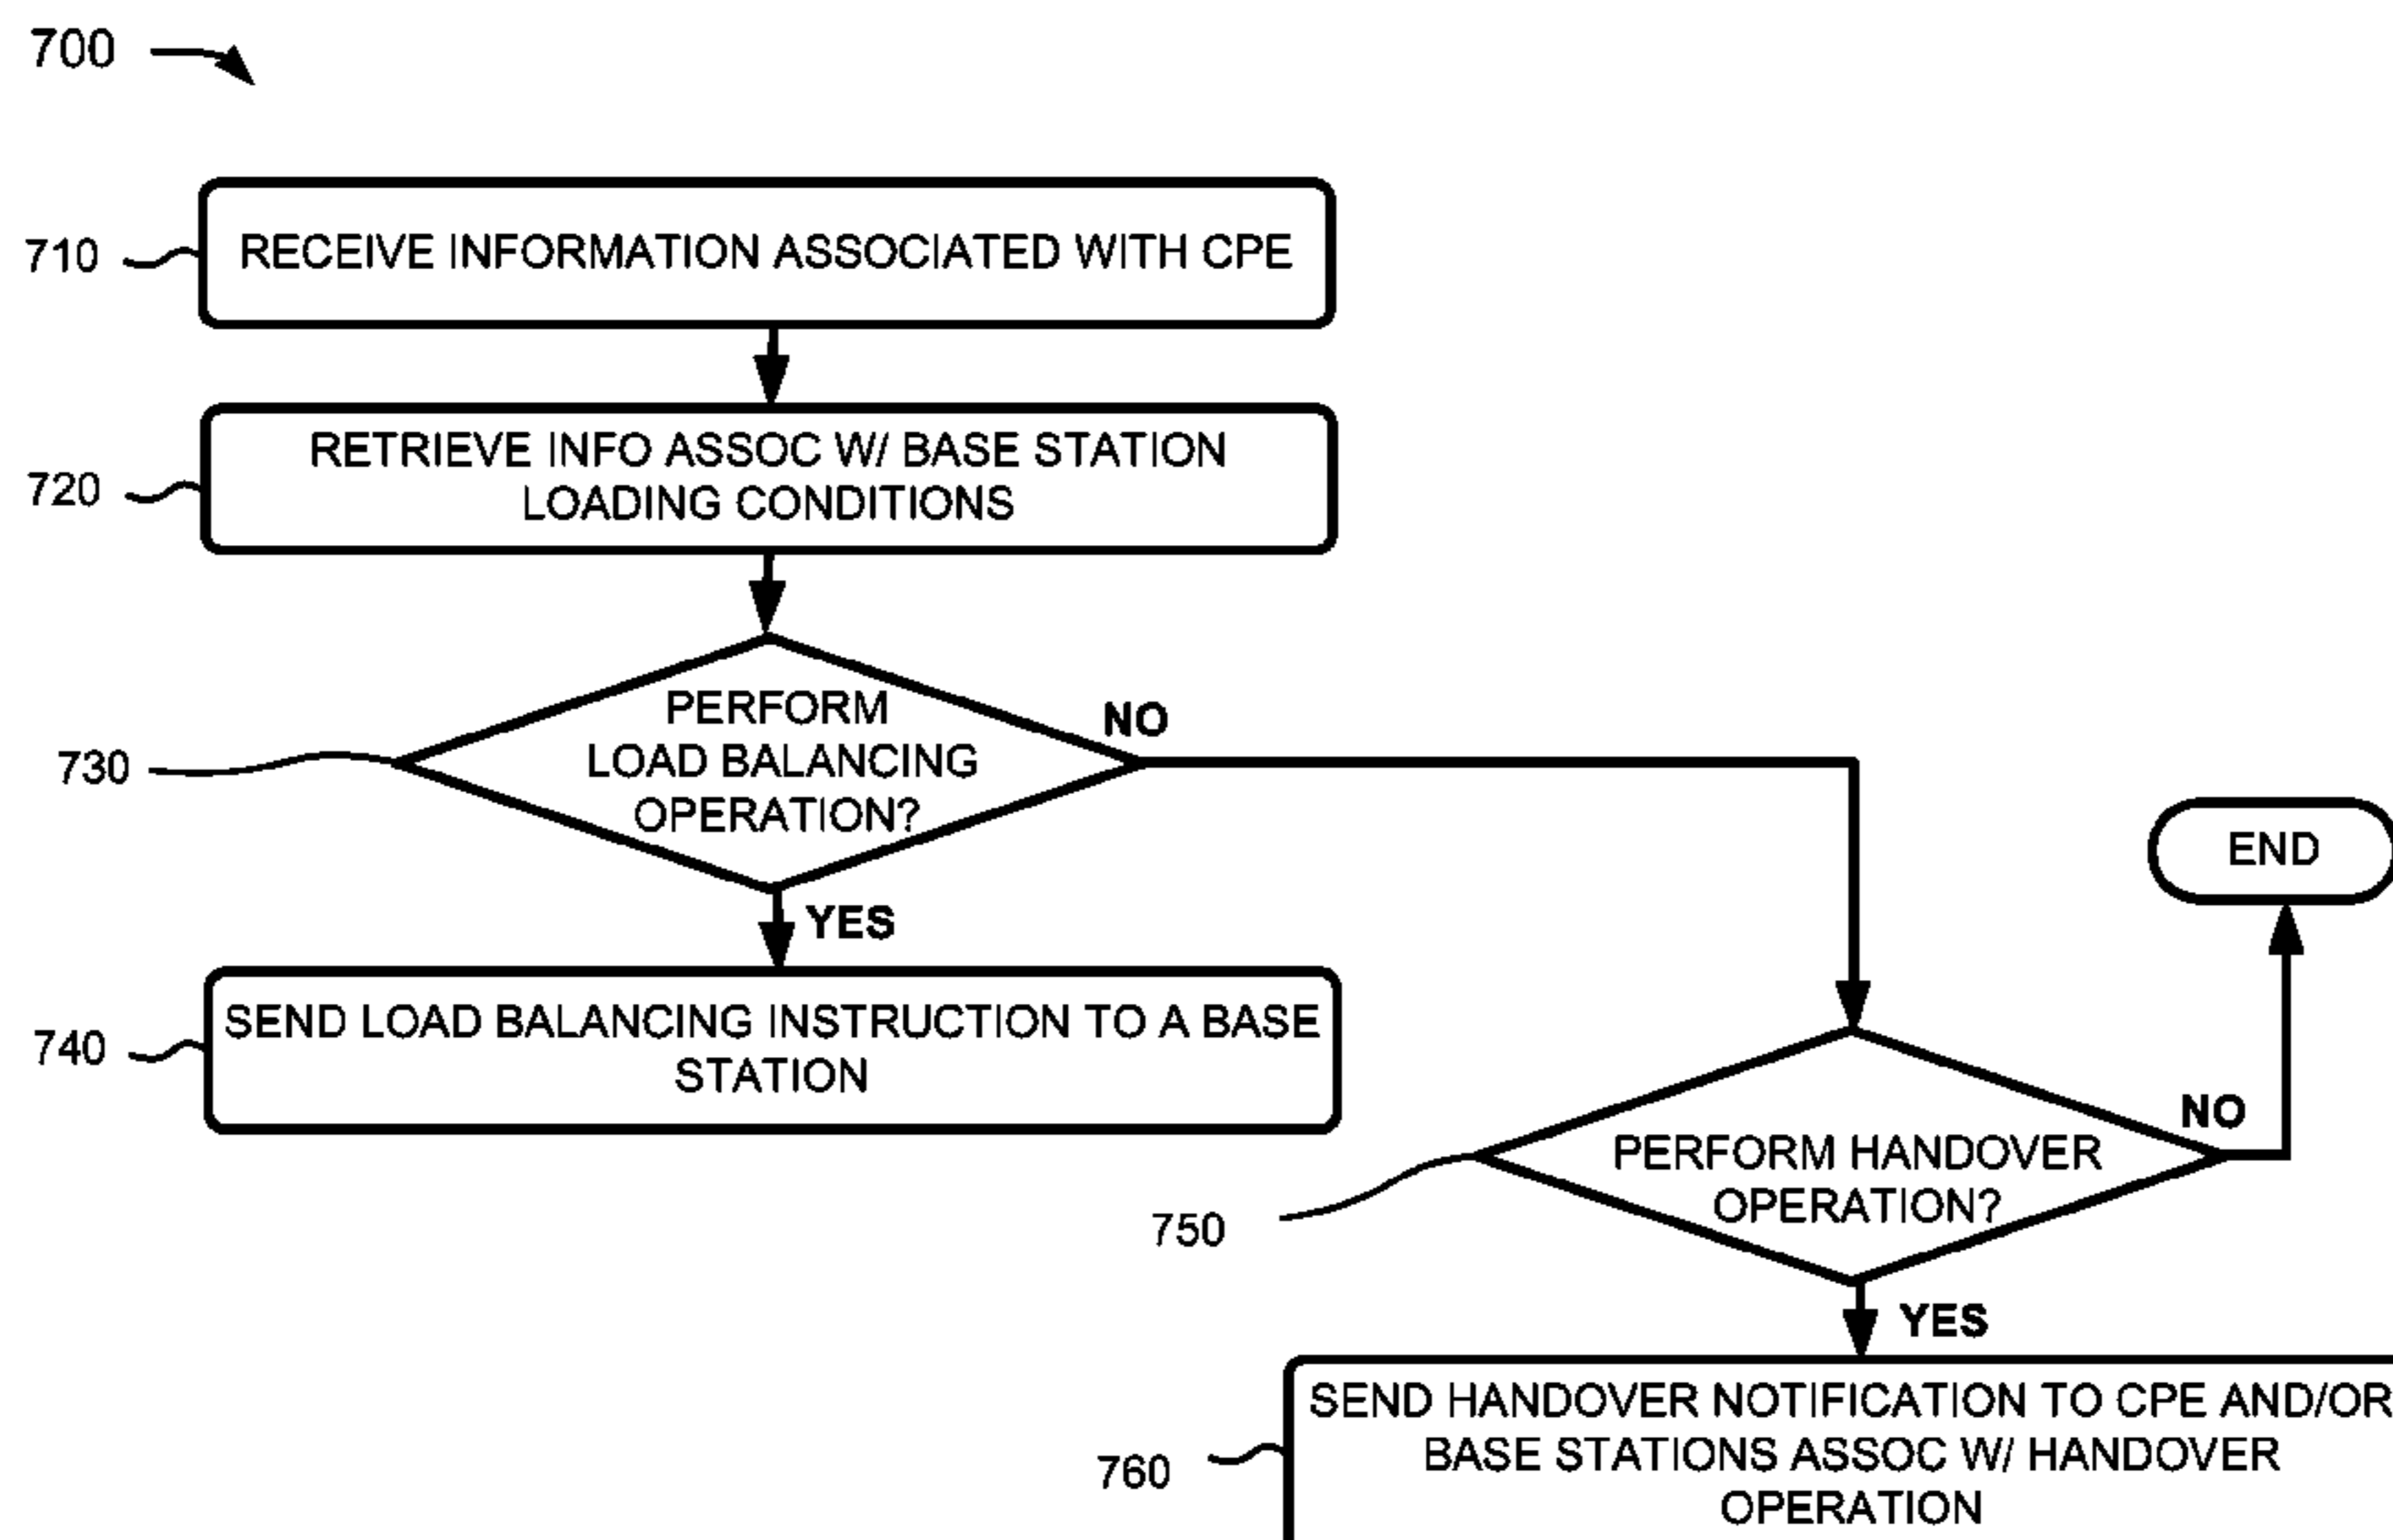 700
710
RECEIVE INFORMATION ASSOCIATED WITH CPE
720
RETRIEVE INFO ASSOC W/ BASE STATION
LOADING CONDITIONS
730
PERFORM
LOAD BALANCING
OPERATION?
NO
YES
END
740
SEND LOAD BALANCING INSTRUCTION TO A BASE
STATION
750
PERFORM HANDOVER
OPERATION?
NO
YES
760
SEND HANDOVER NOTIFICATION TO CPE AND/OR
BASE STATIONS ASSOC W/ HANDOVER
OPERATION